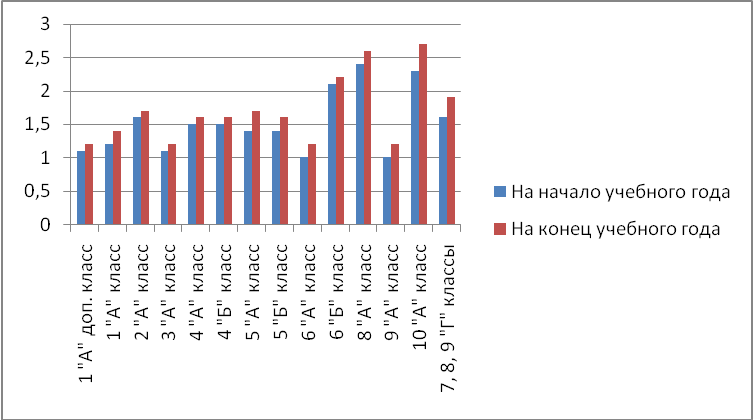 3
2,5
2
1,5
1
0,5
0
1 "А"  доп. класс
1 "А" класс
2 "А" класс
3 "А" класс
4 "А" класс
4 "Б" класс
5 "А" класс
5 "Б" класс
6 "А" класс
6 "Б" класс
8 "А" класс
9 "А" класс
10 "А" класс
7, 8, 9 "Г" классы
На начало учебного года
На конец учебного года